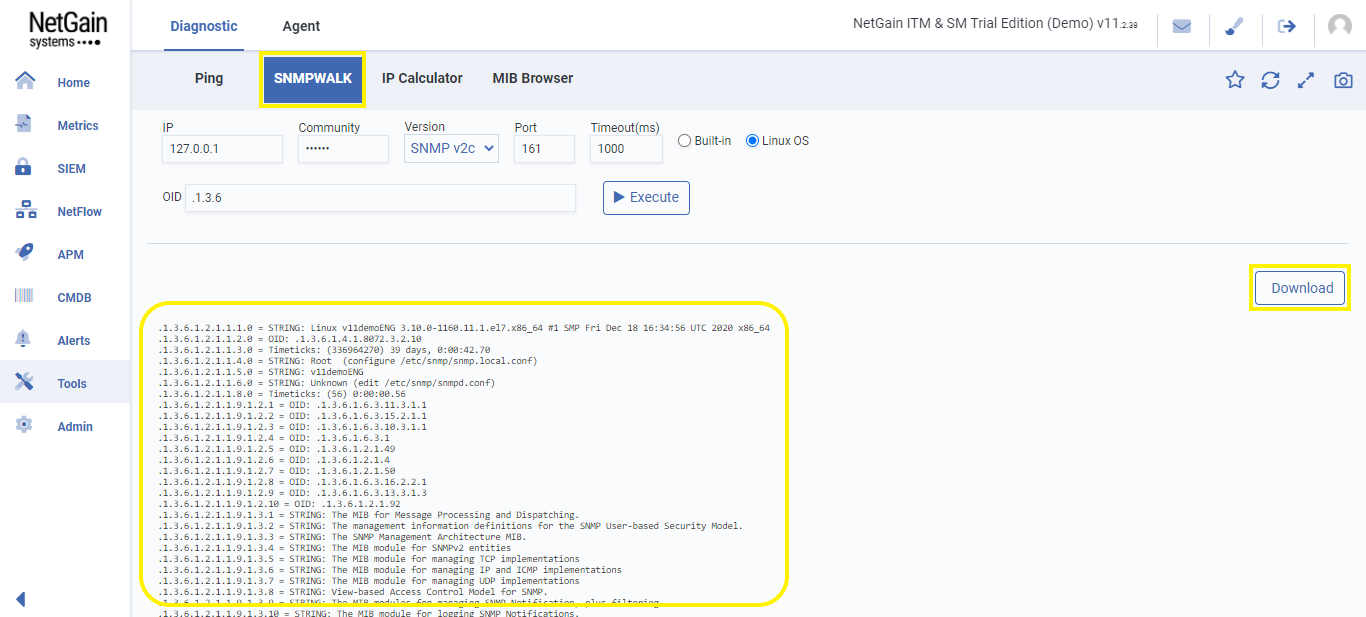 NetGain
systems
Diagnostic
Agent
NetGain ITM & SM Trial Edition (Demo) v11.2.38
Home
Metrics
SIEM
NetFlow
APM
CMDB
Alerts
Tools
Admin
Ping
SNMPWALK
IP Calculator
MIB Browser
IP
Community
Version
Port
Timeout(ms)
127.0.0.1
••••••
SNMP v2c
161
1000
Built-in
Linux OS
OID
.1.3.6
Execute
Download
.1.3.6.1.2.1.1.1.0 = STRING: Linux v11demoENG 3.10.0-1160.11.1.el7.x86_64 #1 SMP Fri Dec 18 16:34:56 UTC 2020 x86_64
.1.3.6.1.2.1.1.2.0 = OID: .1.3.6.1.4.1.8072.3.2.10
.1.3.6.1.2.1.1.3.0 = Timeticks: (336964270) 39 days, 0:00:42.70
.1.3.6.1.2.1.1.4.0 = STRING: Root  (configure /etc/snmp/snmp.local.conf)
.1.3.6.1.2.1.1.5.0 = STRING: v11demoENG
.1.3.6.1.2.1.1.6.0 = STRING: Unknown (edit /etc/snmp/snmpd.conf)
.1.3.6.1.2.1.1.8.0 = Timeticks: (56) 0:00:00.56
.1.3.6.1.2.1.1.9.1.2.1 = OID: .1.3.6.1.6.3.11.3.1.1
.1.3.6.1.2.1.1.9.1.2.2 = OID: .1.3.6.1.6.3.15.2.1.1
.1.3.6.1.2.1.1.9.1.2.3 = OID: .1.3.6.1.6.3.10.3.1.1
.1.3.6.1.2.1.1.9.1.2.4 = OID: .1.3.6.1.6.3.1
.1.3.6.1.2.1.1.9.1.2.5 = OID: .1.3.6.1.2.1.49
.1.3.6.1.2.1.1.9.1.2.6 = OID: .1.3.6.1.2.1.4
.1.3.6.1.2.1.1.9.1.2.7 = OID: .1.3.6.1.2.1.50
.1.3.6.1.2.1.1.9.1.2.8 = OID: .1.3.6.1.6.3.16.2.2.1
.1.3.6.1.2.1.1.9.1.2.9 = OID: .1.3.6.1.6.3.13.3.1.3
.1.3.6.1.2.1.1.9.1.2.10 = OID: .1.3.6.1.2.1.92
.1.3.6.1.2.1.1.9.1.3.1 = STRING: The MIB for Message Processing and Dispatching.
.1.3.6.1.2.1.1.9.1.3.2 = STRING: The management information definitions for the SNMP User-based Security Model.
.1.3.6.1.2.1.1.9.1.3.3 = STRING: The SNMP Management Architecture MIB.
.1.3.6.1.2.1.1.9.1.3.4 = STRING: The MIB module for SNMPv2 entities
.1.3.6.1.2.1.1.9.1.3.5 = STRING: The MIB module for managing TCP implementations
.1.3.6.1.2.1.1.9.1.3.6 = STRING: The MIB module for managing IP and ICMP implementations
.1.3.6.1.2.1.1.9.1.3.7 = STRING: The MIB module for managing UDP implementations
.1.3.6.1.2.1.1.9.1.3.8 = STRING: View-based Access Control Model for SNMP.
.1.3.6.1.2.1.1.9.1.3.9 = STRING: The MIB modules for managing SNMP Notification, plus filtering.
.1.3.6.1.2.1.1.9.1.3.10 = STRING: The MIB module for logging SNMP Notifications.